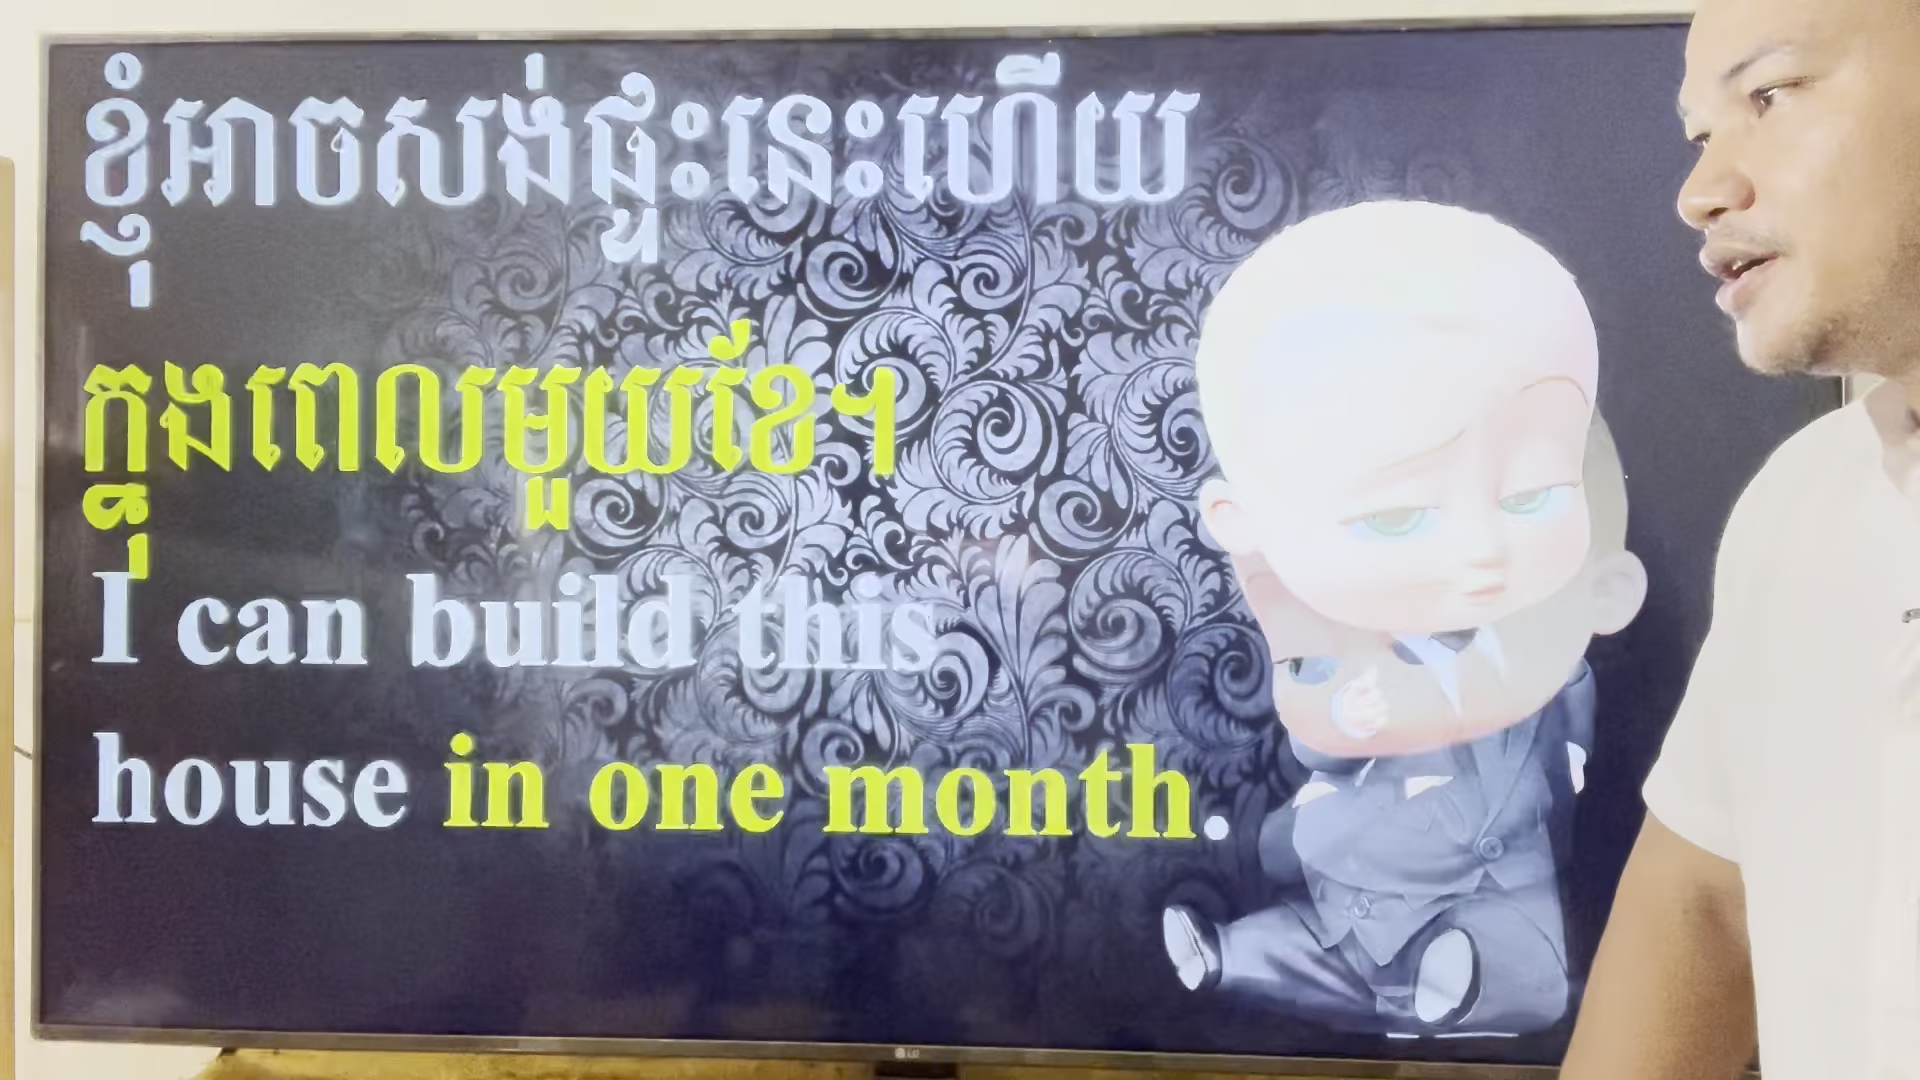 ខ្ញុំអាចសង់ផ្ទះនេះហើយ
ក្នុងពេលមួយខែ។
I can build this
house in one month.
LG